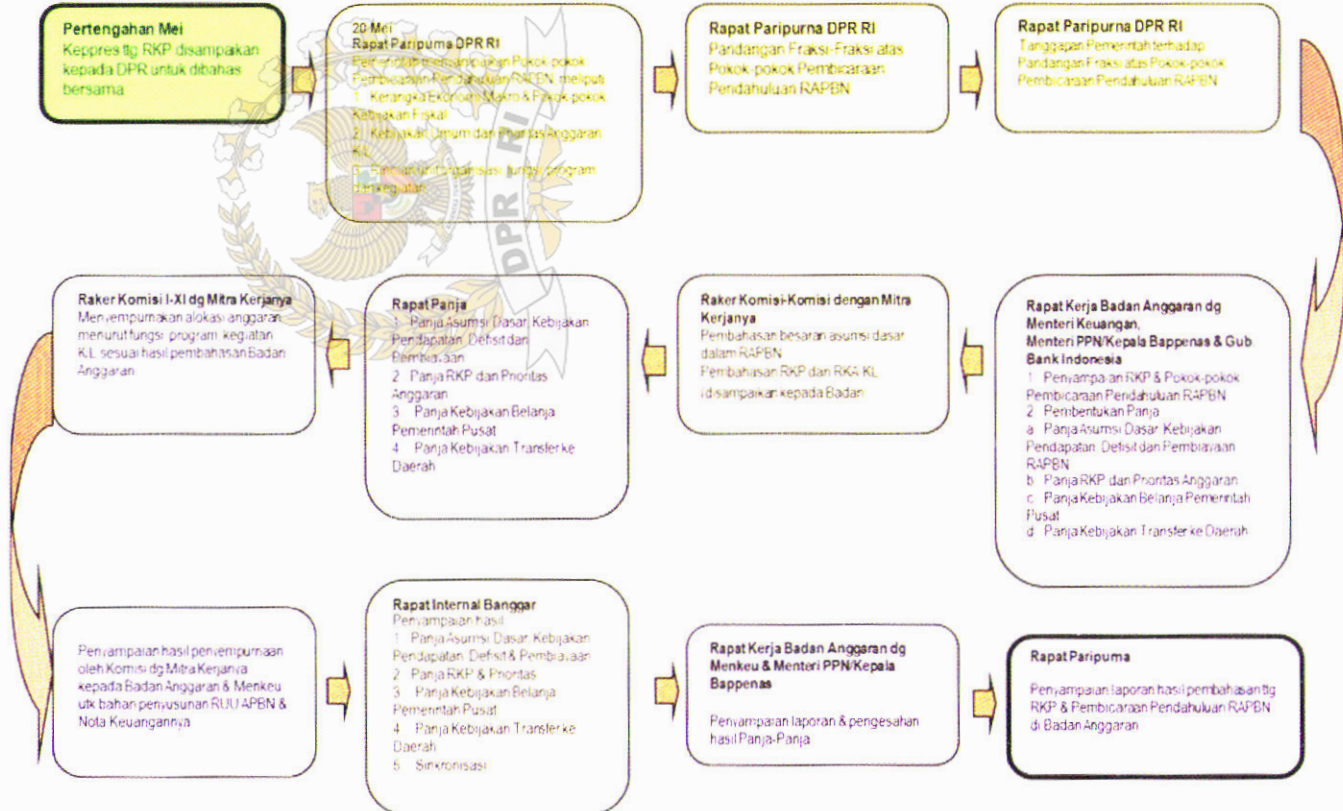 Pertengahan Mei
Keppres ttg RKP disampaikan
kepada DPR untuk dibahas
bersama
20 Mei
Rapat Paripurna DPR RI
Pemerintah menyampaikan Pokok-pokok
Pembicaraan Pendahuluan RAPBN meliputi
1 Kerangka Ekonomi Makro & Pokok-pokok
Kebijakan Fiskal
2 Kebijakan Umum dan Prioritas Anggaran
K/L
3 Rincian unit organisasi, fungsi, program
dan kegiatan
Rapat Paripurna DPR RI
Pandangan Fraksi-Fraksi atas
Pokok-pokok Pembicaraan
Pendahuluan RAPBN
Rapat Paripurna DPR RI
Tanggapan Pemerintah terhadap
Pandangan Fraksi atas Pokok-pokok
Pembicaraan Pendahuluan RAPBN
DPR - RI
Rapat Kerja Badan Anggaran dg
Menteri Keuangan,
Menteri PPN/Kepala Bappenas & Gub
Bank Indonesia
1 Penyampaian RKP & Pokok-pokok
Pembicaraan Pendahuluan RAPBN
2 Pembentukan Panja
a Panja Asumsi Dasar, Kebijakan
Pendapatan, Defisit dan Pembiayaan
RAPBN
b Panja RKP dan Prioritas Anggaran
c Panja Kebijakan Belanja Pemerintah
Pusat
d Panja Kebijakan Transfer ke Daerah
Raker Komisi-Komisi dengan Mitra
Kerjanya
Pembahasan besaran asumsi dasar
dalam RAPBN
Pembahasan RKP dan RKA KL
(disampaikan kepada Badan
Rapat Panja
1 Panja Asumsi Dasar, Kebijakan
Pendapatan, Defisit dan
Pembiayaan
2 Panja RKP dan Prioritas
Anggaran
3 Panja Kebijakan Belanja
Pemerintah Pusat
4 Panja Kebijakan Transfer ke
Daerah
Raker Komisi I-XI dg Mitra Kerjanya
Menyempurnakan alokasi anggaran
menurut fungsi, program, kegiatan
K/L sesuai hasil pembahasan Badan
Anggaran
Penyampaian hasil penyempurnaan
oleh Komisi dg Mitra Kerjanya
kepada Badan Anggaran & Menkeu
utk bahan penyusunan RUU APBN &
Nota Keuangannya
Rapat Internal Banggar
Penyampaian hasil
1 Panja Asumsi Dasar, Kebijakan
Pendapatan, Defisit & Pembiayaan
2 Panja RKP & Prioritas
3 Panja Kebijakan Belanja
Pemerintah Pusat
4 Panja Kebijakan Transfer ke
Daerah
5 Sinkronisasi
Rapat Kerja Badan Anggaran dg
Menkeu & Menteri PPN/Kepala
Bappenas
Penyampaian laporan & pengesahan
hasil Panja-Panja
Rapat Paripurna
Penyampaian laporan hasil pembahasan ttg
RKP & Pembicaraan Pendahuluan RAPBN
di Badan Anggaran